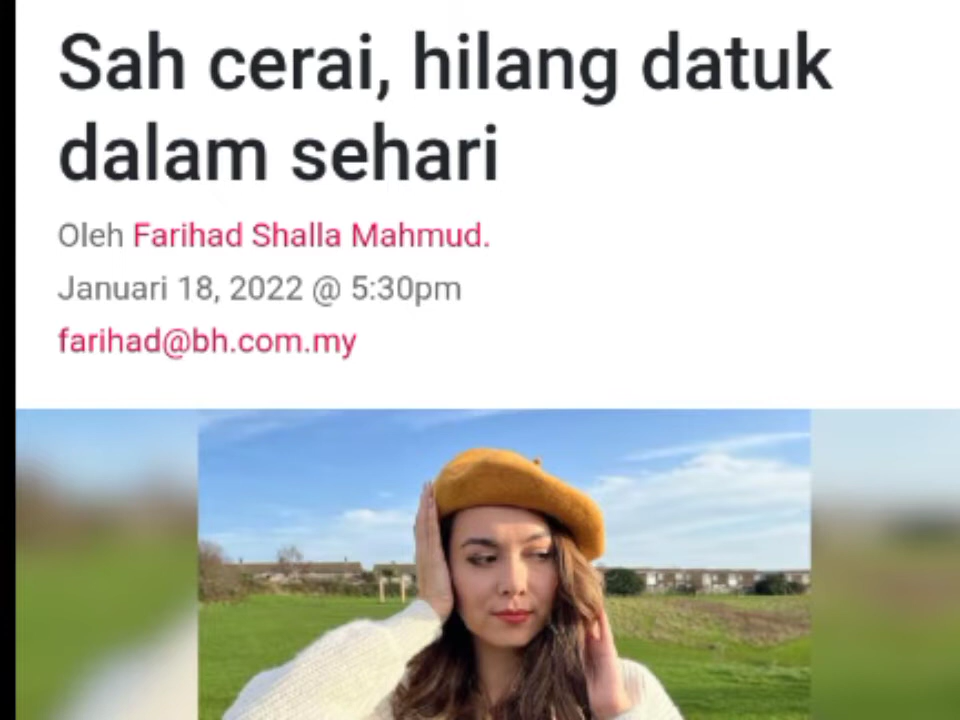 Sah cerai, hilang datuk
dalam sehari
Oleh Farihad Shalla Mahmud.
Januari 18, 2022 @ 5:30pm
farihad@bh.com.my